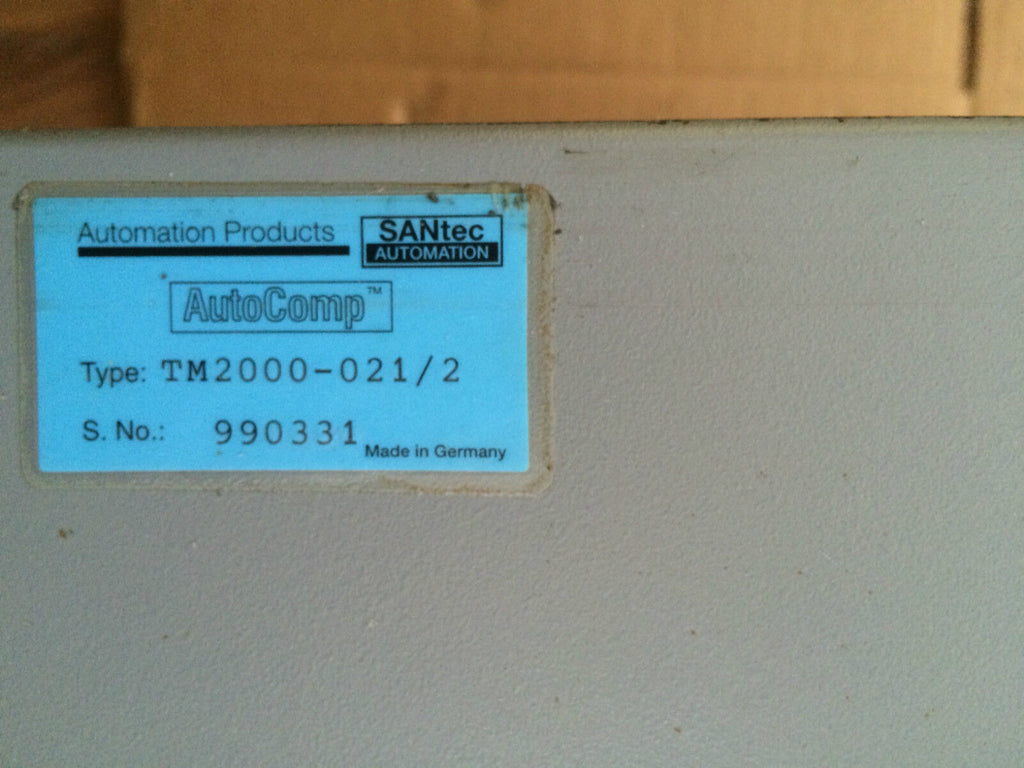 Automation Products
SANtec
AUTOMATION
AutoComp™
Type: TM2000-021/2
S. No.: 990331
Made in Germany